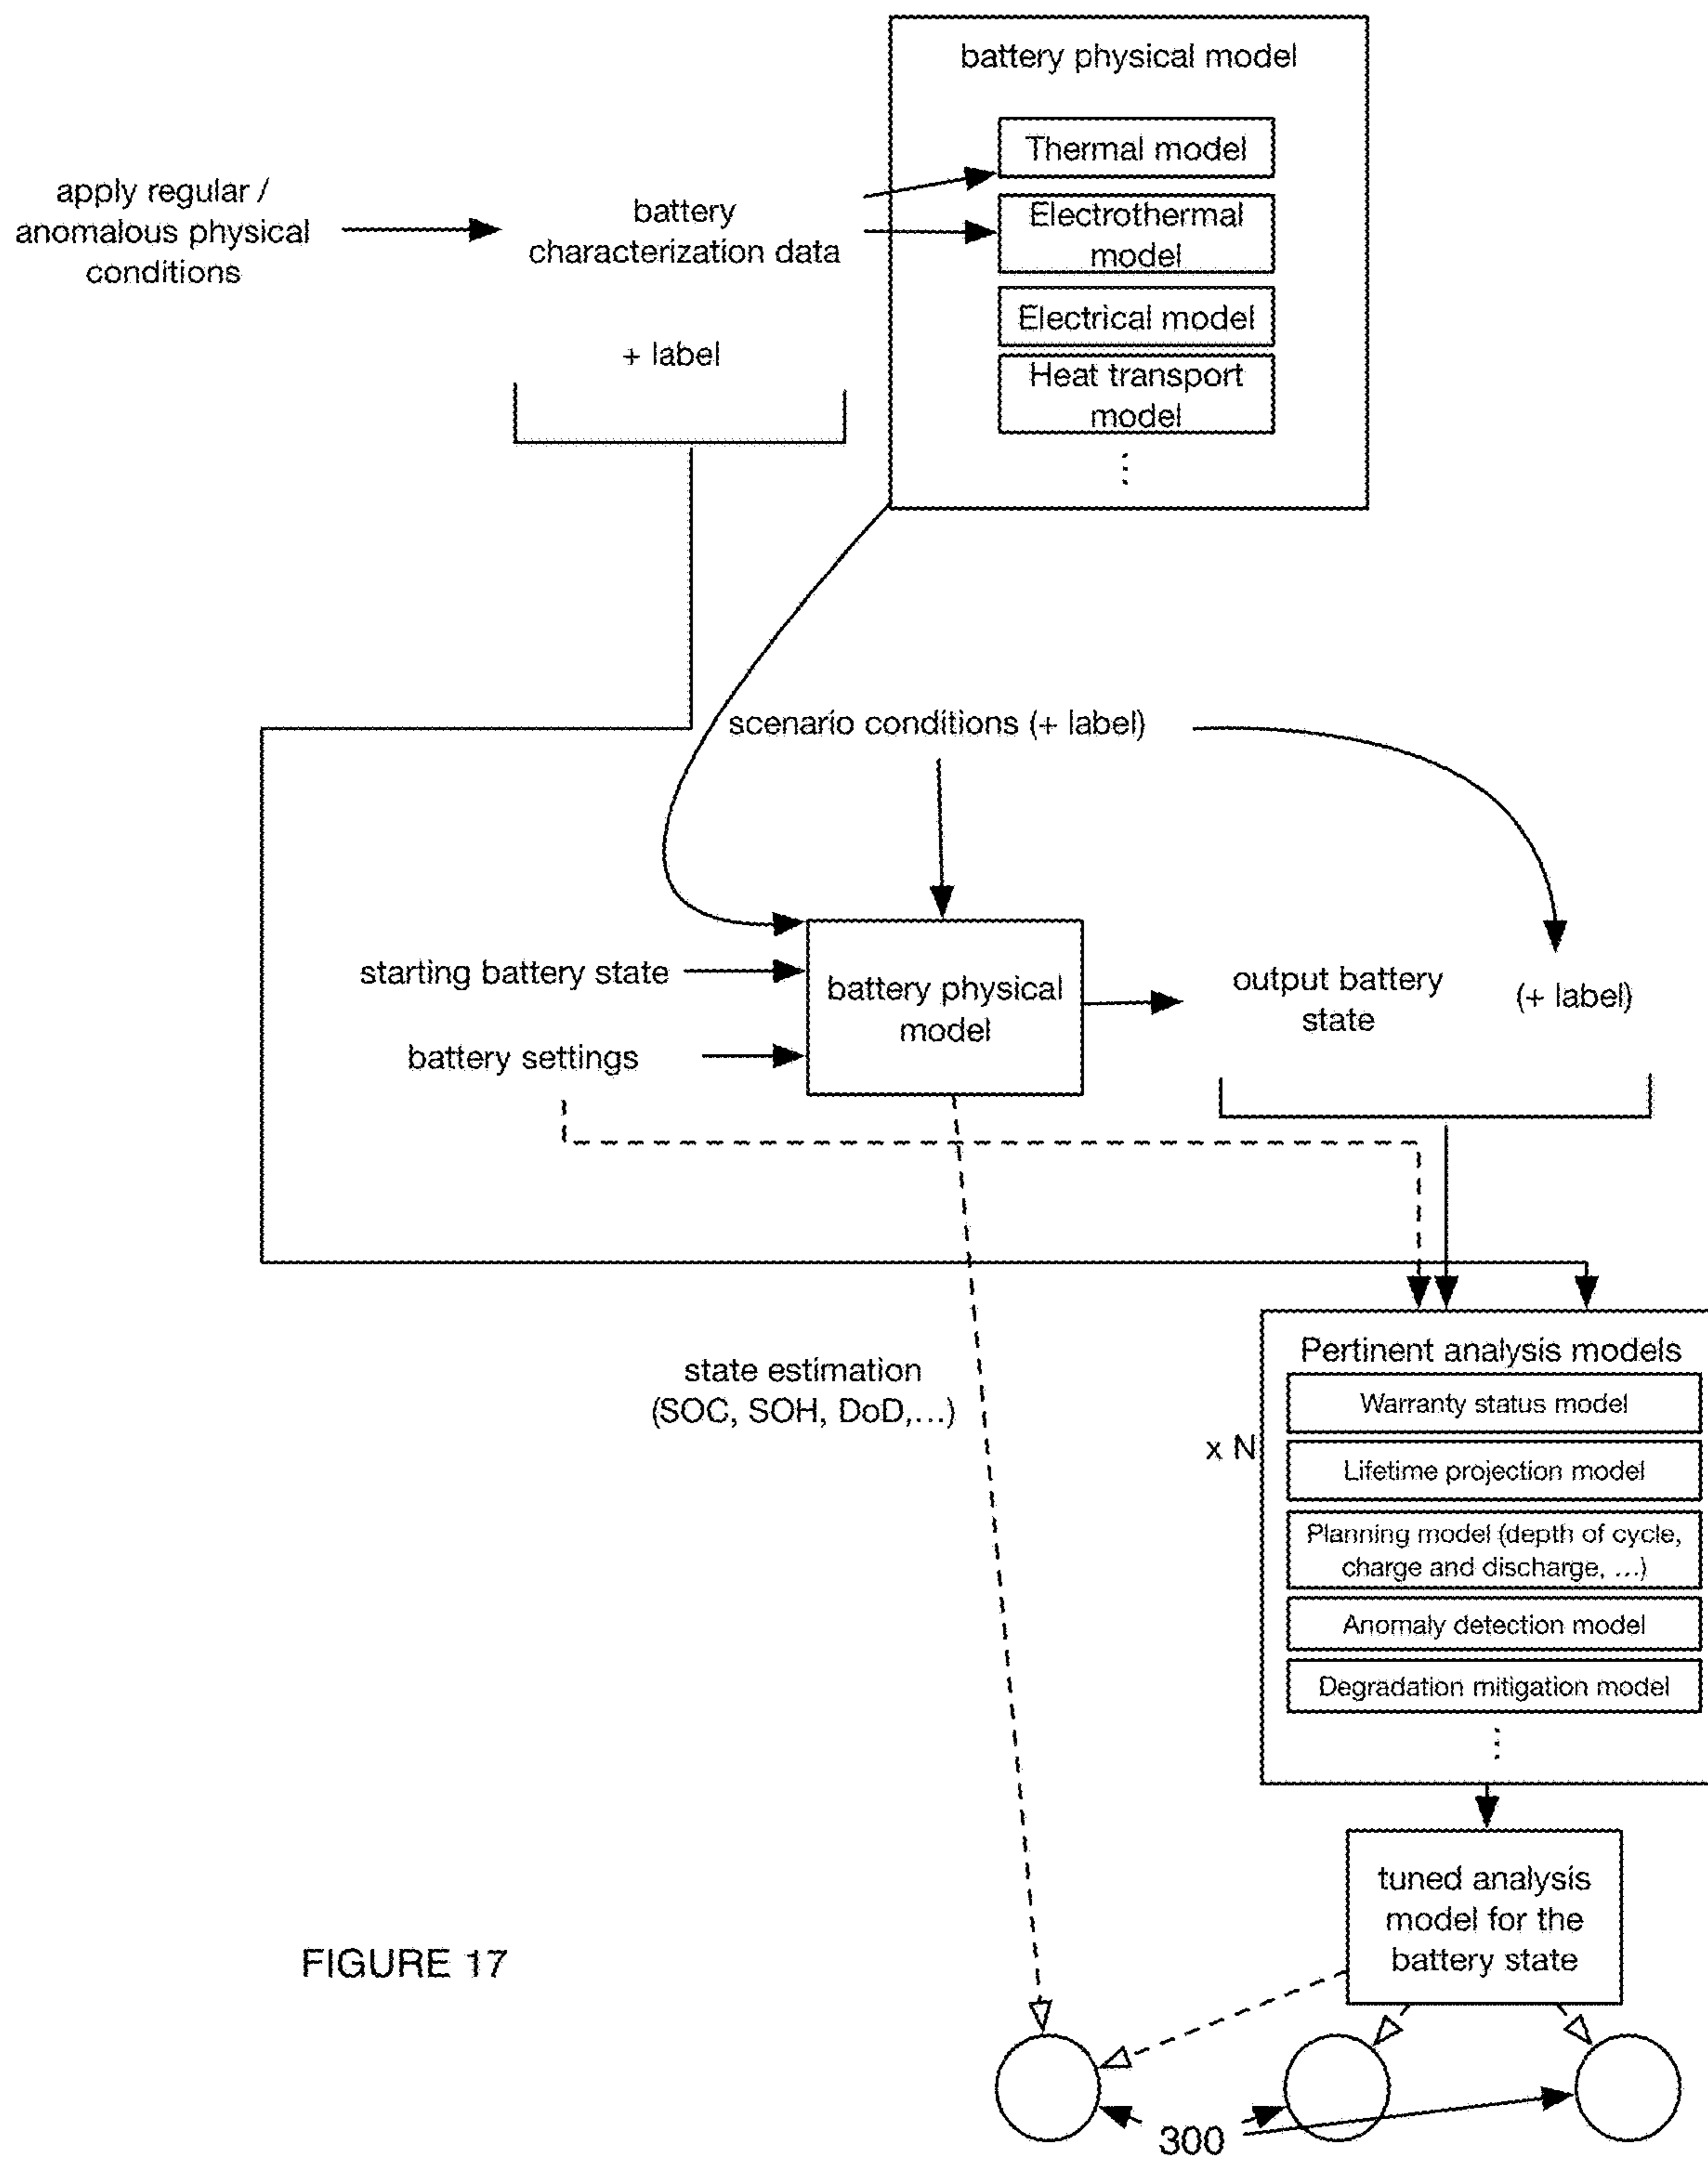 battery physical model
Thermal model
Electrothermal
model
Electrical model
Heat transport
model
⋮
apply regular /
anomalous physical
conditions
battery
characterization data
+ label
scenario conditions (+ label)
starting battery state
battery settings
battery physical
model
output battery
state
(+ label)
state estimation
(SOC, SOH, DoD,...)
x N
Pertinent analysis models
Warranty status model
Lifetime projection model
Planning model (depth of cycle,
charge and discharge, ...)
Anomaly detection model
Degradation mitigation model
⋮
tuned analysis
model for the
battery state
FIGURE 17
300